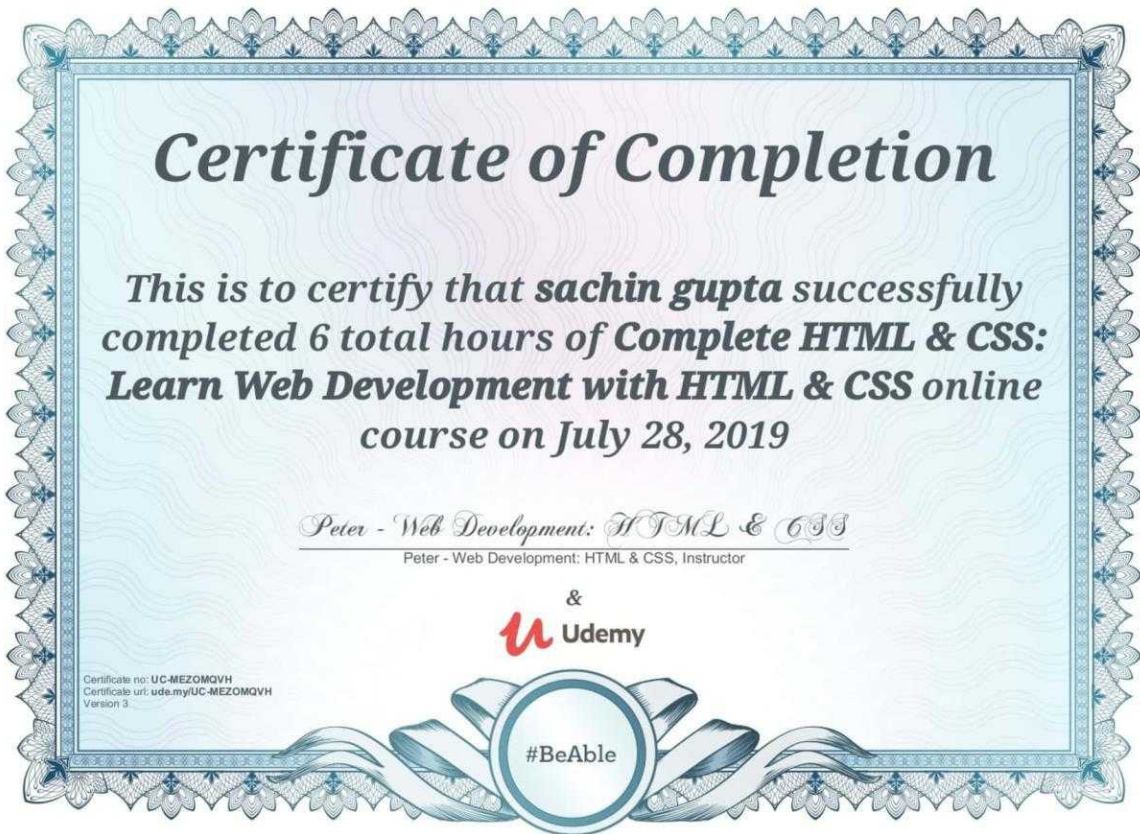 Certificate of Completion
This is to certify that sachin gupta successfully
completed 6 total hours of Complete HTML & CSS:
Learn Web Development with HTML & CSS online
course on July 28, 2019
Peter - Web Development: HTML & CSS
Peter - Web Development: HTML & CSS, Instructor
&
Udemy
Certificate no: UC-MEZOMQVH
Certificate url: ude.my/UC-MEZOMQVH
Version 3
#BeAble